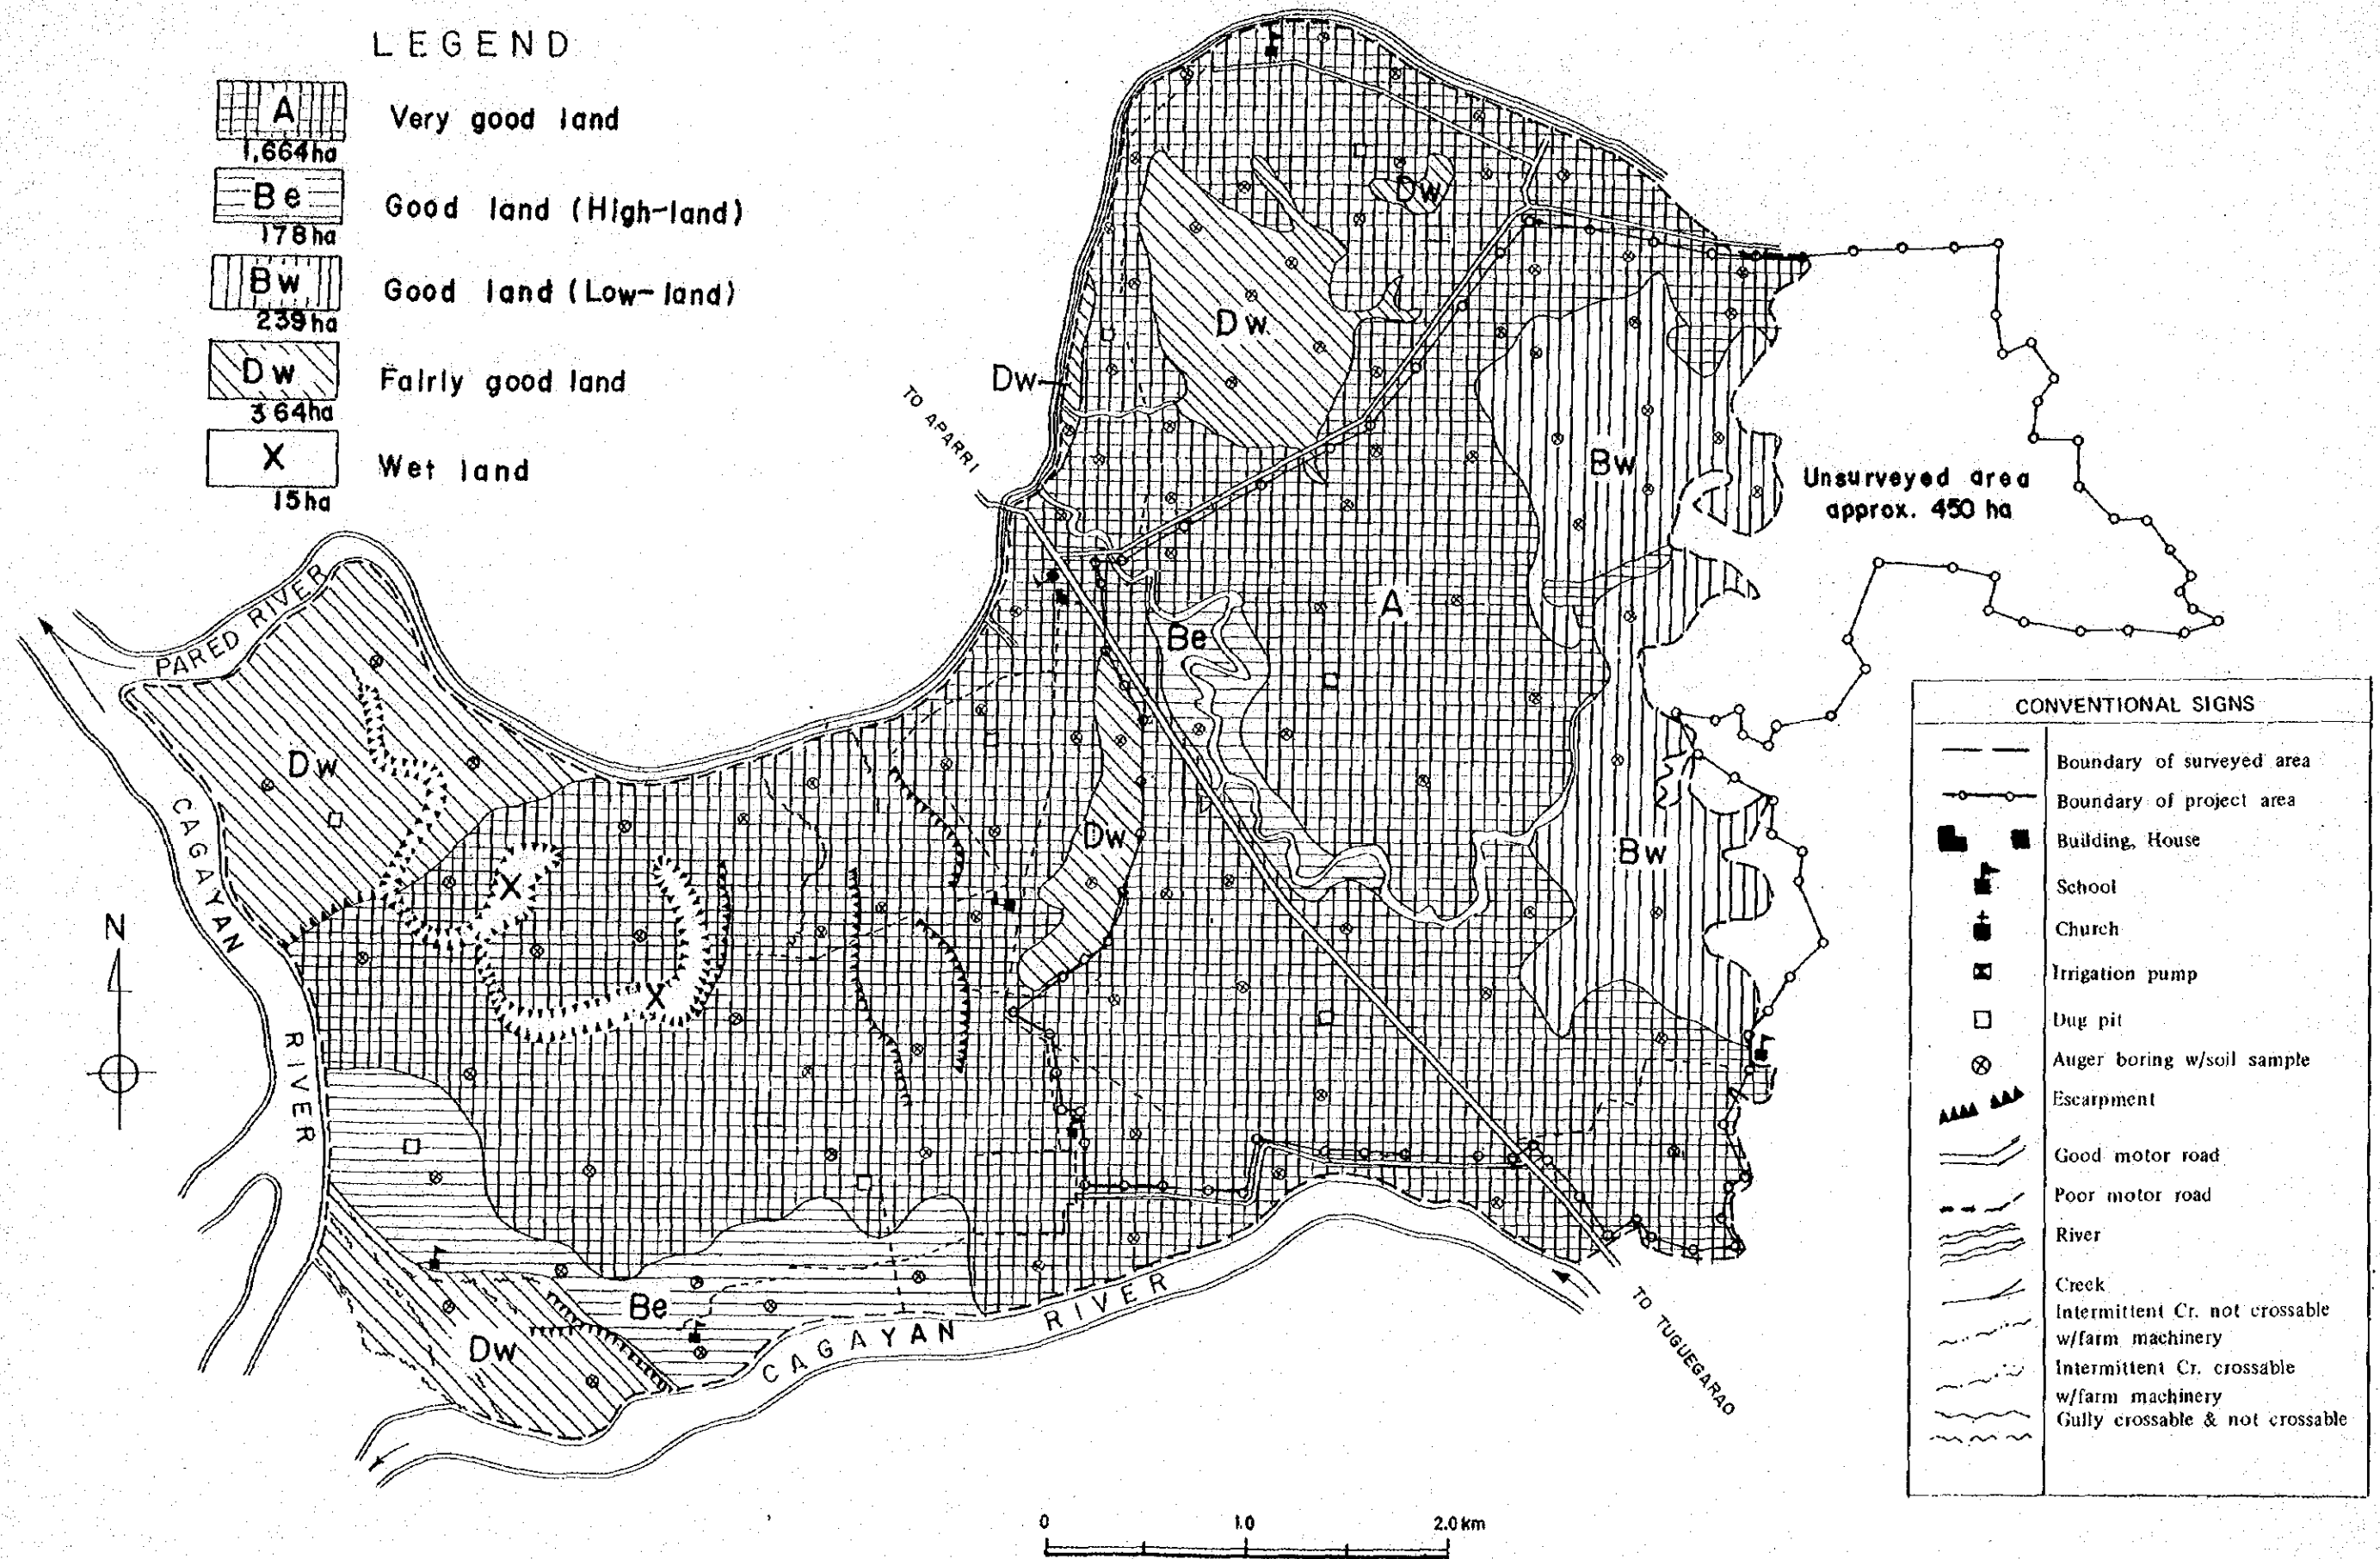 LEGEND
A
Very good land
1,664ha
Be
Good land (High-land)
178ha
Bw
Good land (Low-land)
239ha
Dw
Fairly good land
364ha
X
Wet land
15ha
Dw
Dw
Dw
TO APARRI
Bw
Unsurveyed area
approx. 450 ha
A
Be
PARED RIVER
Dw
CAGAYAN RIVER
Dw
Bw
X
X
N
Be
Dw
CAGAYAN RIVER
TO TUGUEGARAO
CONVENTIONAL SIGNS
Boundary of surveyed area
Boundary of project area
Building, House
School
Church
Irrigation pump
Dug pit
Auger boring w/soil sample
Escarpment
Good motor road
Poor motor road
River
Creek
Intermittent Cr. not crossable
w/farm machinery
Intermittent Cr. crossable
w/farm machinery
Gully crossable & not crossable
0 1.0 2.0 km